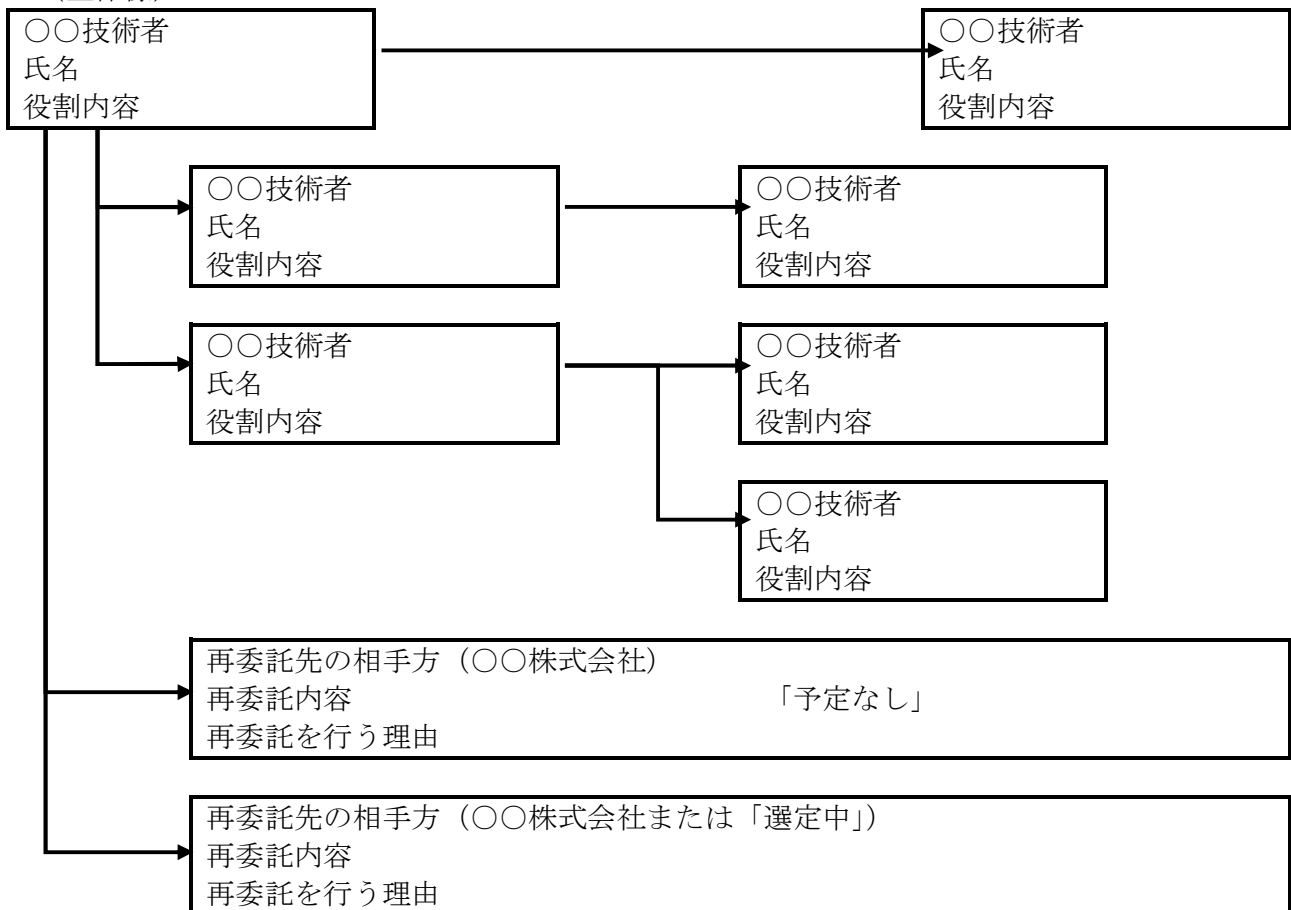 ○○技術者
氏名
役割内容
○○技術者
氏名
役割内容
○○技術者
氏名
役割内容
○○技術者
氏名
役割内容
○○技術者
氏名
役割内容
○○技術者
氏名
役割内容
○○技術者
氏名
役割内容
再委託先の相手方（○○株式会社）
再委託内容 「予定なし」
再委託を行う理由
再委託先の相手方（○○株式会社または「選定中」）
再委託内容
再委託を行う理由